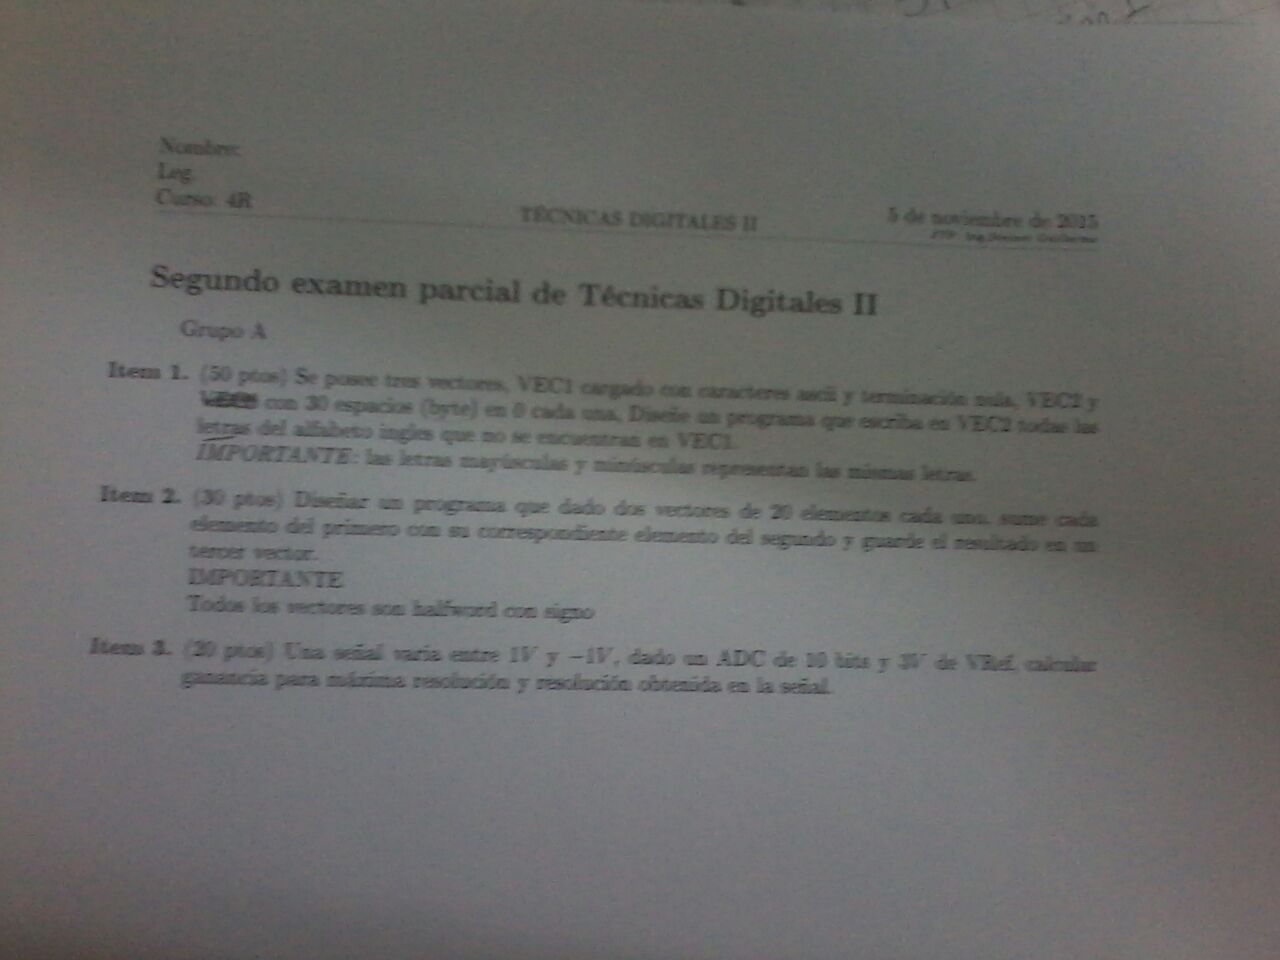 Nombre:
Leg.
Curso: 4R
TÉCNICAS DIGITALES II
5 de noviembre de 2015
Segundo examen parcial de Técnicas Digitales II
Grupo A
Item 1. (50 ptos) Se posee tres vectores, VEC1 cargado con caracteres ascii y terminación nula, VEC2 y
con 30 espacios (byte) en 0 cada una. Diseñe un programa que escriba en VEC2 todas las
letras del alfabeto ingles que no se encuentran en VEC1.
IMPORTANTE: las letras mayúsculas y minúsculas representan las mismas letras.
Item 2. (30 ptos) Diseñar un programa que dado dos vectores de 20 elementos cada uno, sume cada
elemento del primero con su correspondiente elemento del segundo y guarde el resultado en un
tercer vector.
IMPORTANTE
Todos los vectores son halfword con signo
Item 3. (20 ptos) Una señal varia entre 1V y −1V, dado un ADC de 10 bits y 3V de VRef, calcular
ganancia para máxima resolución y resolución obtenida en la señal.